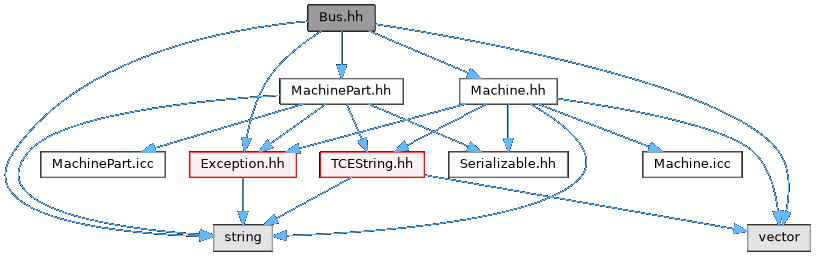 Bus.hh
MachinePart.hh
Machine.hh
MachinePart.icc
Exception.hh
TCEString.hh
Serializable.hh
Machine.icc
string
vector